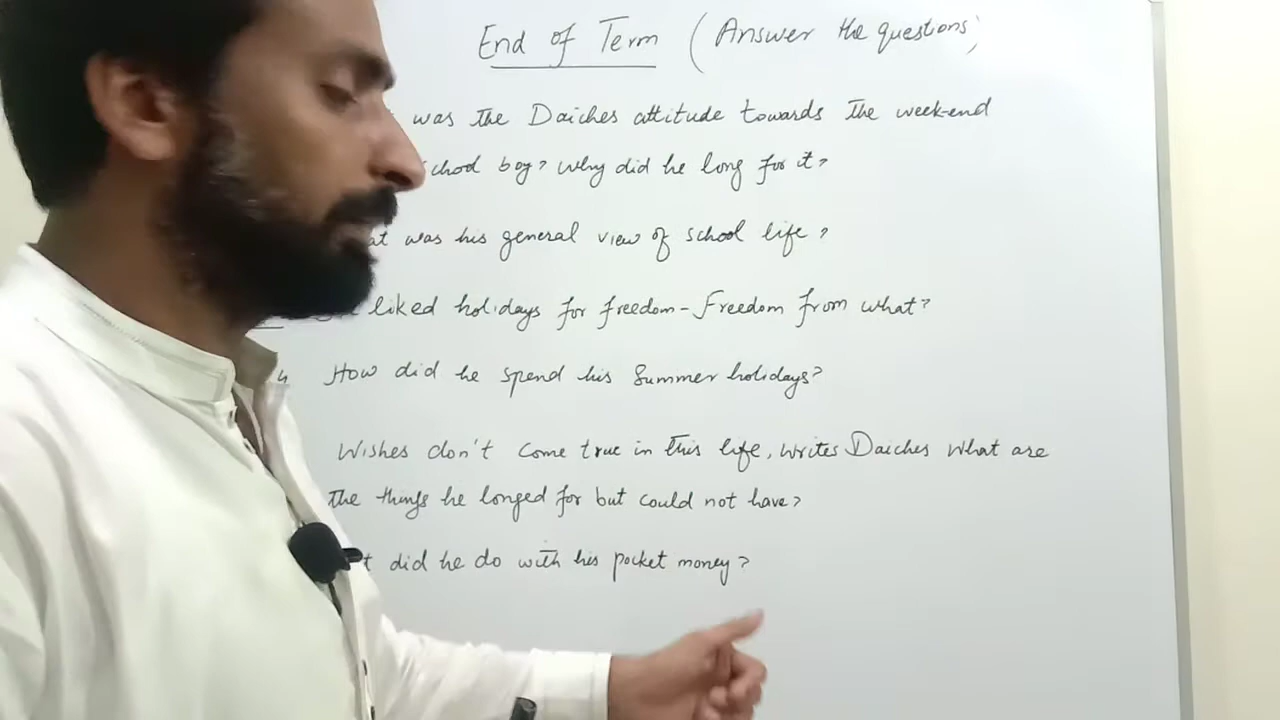 End of Term (Answer the questions)
was the Daiches attitude towards the week-end
school boy? Why did he long for it?
was his general view of school life?
liked holidays for freedom - Freedom from what?
4 How did he spend his Summer holidays?
Wishes don't come true in this life, writes Daiches What are
the things he longed for but could not have?
did he do with his pocket money?